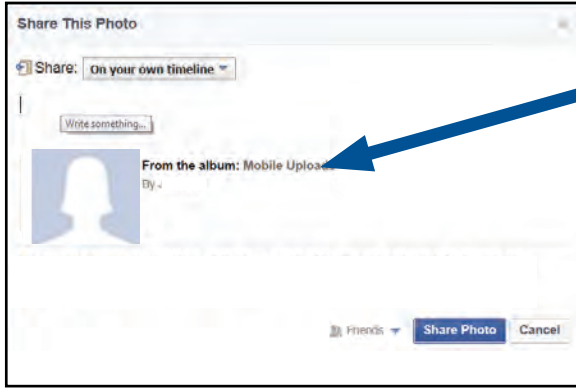 Share This Photo
Share: On your own timeline
Write something...
From the album: Mobile Uploads
By
Friends Share Photo Cancel